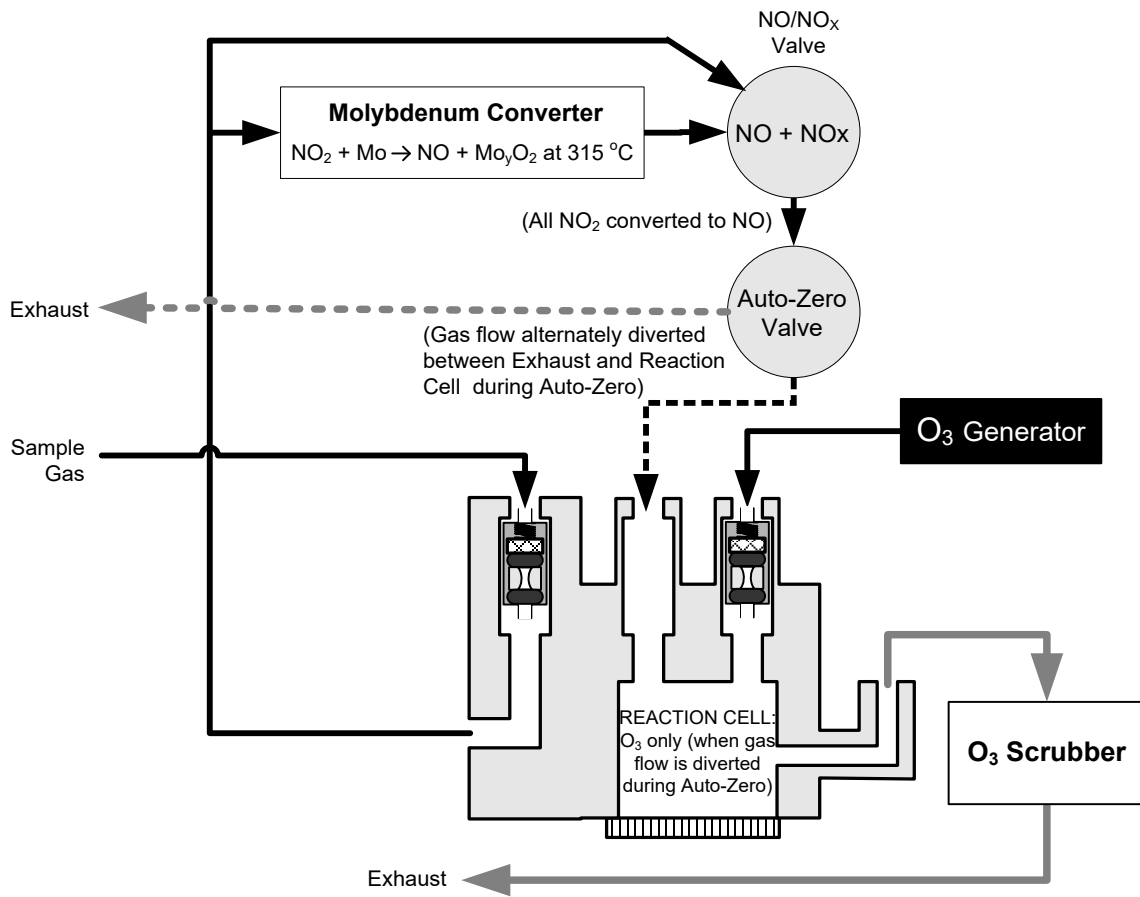 NO/NOX
Valve
Molybdenum Converter
NO2 + Mo → NO + MoyO2 at 315 oC
NO + NOx
(All NO2 converted to NO)
Exhaust
Auto-Zero
Valve
(Gas flow alternately diverted
between Exhaust and Reaction
Cell during Auto-Zero)
O3 Generator
Sample
Gas
REACTION CELL:
O3 only (when gas
flow is diverted
during Auto-Zero)
O3 Scrubber
Exhaust